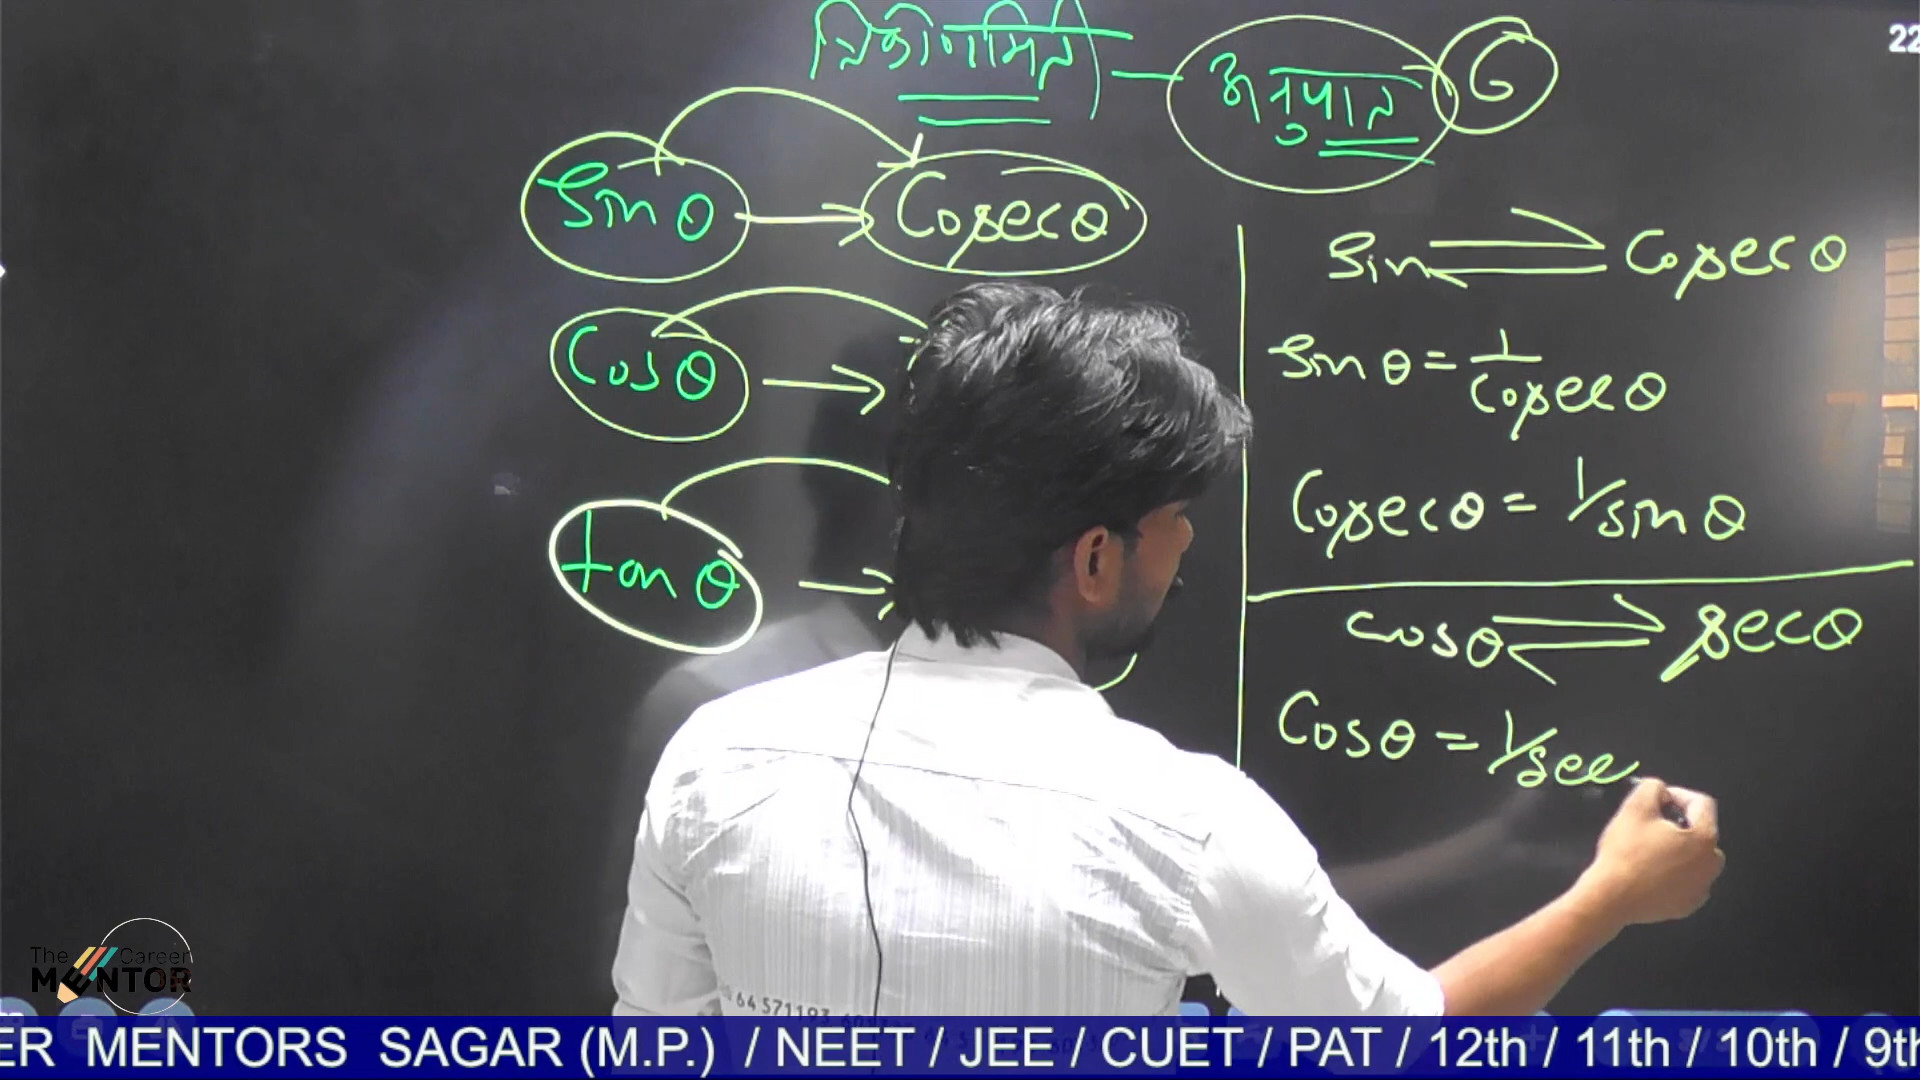 त्रिकोणमिती — अनुपात 6
22
Sin θ → Cosec θ
Cos θ →
tan θ →
Sin ⇌ Cosec θ
Sin θ = 1/Cosec θ
Cosec θ = 1/sin θ
Cos θ ⇌ Sec θ
Cos θ = 1/Sec
The Career
MENTOR
ER MENTORS SAGAR (M.P.) / NEET / JEE / CUET / PAT / 12th / 11th / 10th / 9th